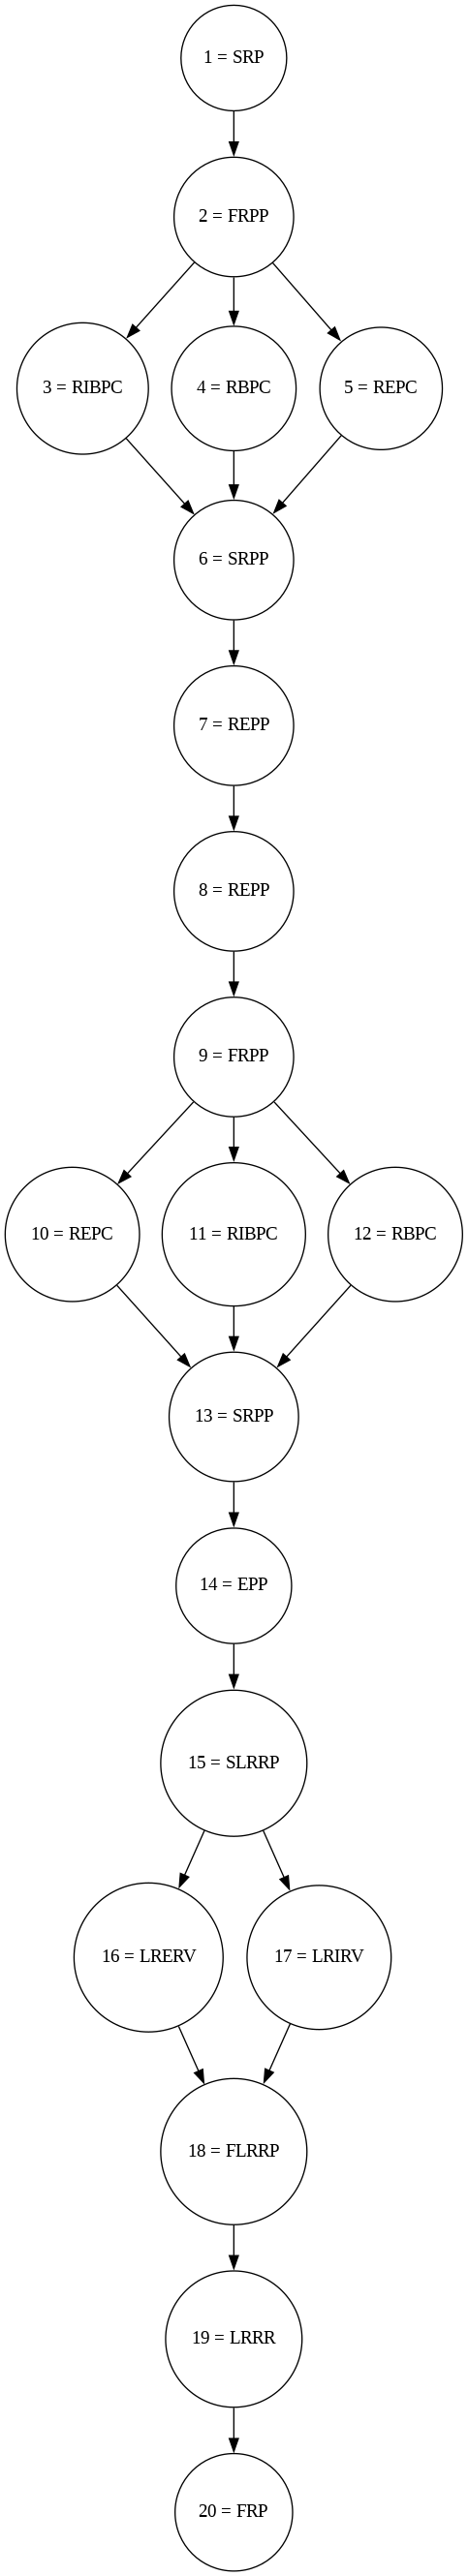 1 = SRP
2 = FRPP
3 = RIBPC
4 = RBPC
5 = REPC
6 = SRPP
7 = REPP
8 = REPP
9 = FRPP
10 = REPC
11 = RIBPC
12 = RBPC
13 = SRPP
14 = EPP
15 = SLRRP
16 = LRERV
17 = LRIRV
18 = FLRRP
19 = LRRR
20 = FRP